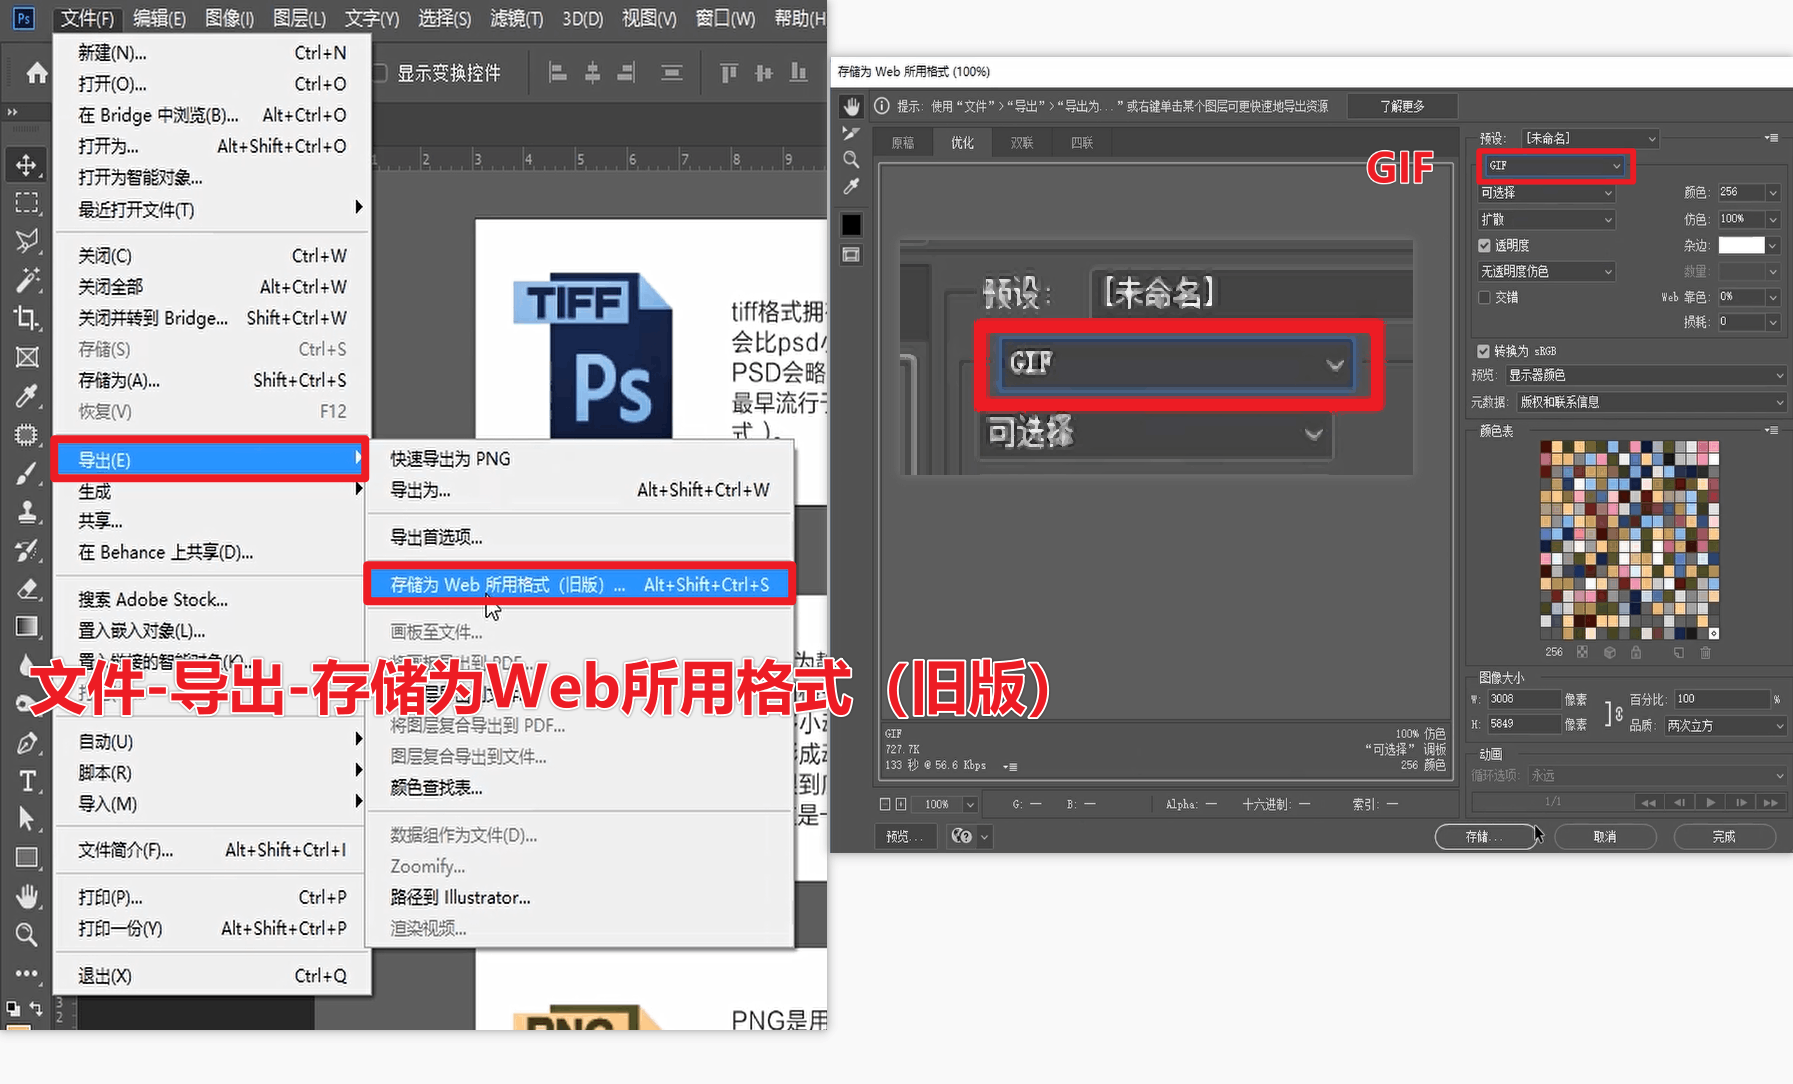 Ps 文件(F) 编辑(E) 图像(I) 图层(L) 文字(Y) 选择(S) 滤镜(T) 3D(D) 视图(V) 窗口(W) 帮助(H
显示变换控件
新建(N)... Ctrl+N
打开(O)... Ctrl+O
在 Bridge 中浏览(B)... Alt+Ctrl+O
打开为... Alt+Shift+Ctrl+O
打开为智能对象...
最近打开文件(T)
关闭(C) Ctrl+W
关闭全部 Alt+Ctrl+W
关闭并转到 Bridge... Shift+Ctrl+W
存储(S) Ctrl+S
存储为(A)... Shift+Ctrl+S
恢复(V) F12
导出(E)
生成
共享...
在 Behance 上共享(D)...
搜索 Adobe Stock...
置入嵌入对象(L)...
置入链接的智能对象(K)...
自动(U)
脚本(R)
导入(M)
文件简介(F)... Alt+Shift+Ctrl+I
打印(P)... Ctrl+P
打印一份(Y) Alt+Shift+Ctrl+P
退出(X) Ctrl+Q
1 2 3 4 5 6 7 8 9
3
2
TIFF
Ps
tiff格式拥
会比psd
PSD会略
最早流行
式 )。
快速导出为 PNG
导出为... Alt+Shift+Ctrl+W
导出首选项...
存储为 Web 所用格式（旧版）... Alt+Shift+Ctrl+S
画板至文件...
将画板导出到 PDF...
将图层复合导出到 PDF...
图层复合导出到文件...
颜色查找表...
数据组作为文件(D)...
Zoomify...
路径到 Illustrator...
渲染视频...
PNG
PNG是用
文件-导出-存储为Web所用格式（旧版）
存储为 Web 所用格式 (100%)
提示: 使用“文件”>“导出”>“导出为...”或右键单击某个图层可更快速地导出资源 了解更多
原稿 优化 双联 四联
GIF
预设: [未命名]
GIF
可选择
GIF
727.7K
133 秒 @ 56.6 Kbps
100% 仿色
“可选择” 调板
256 颜色
100% G: — B: — Alpha: — 十六进制: — 索引: —
预览...
预设: [未命名]
GIF
可选择 颜色: 256
扩散 仿色: 100%
透明度 杂边:
无透明度仿色 数量:
交错 Web 靠色: 0%
损耗: 0
转换为 sRGB
预览: 显示器颜色
元数据: 版权和联系信息
颜色表
256
图像大小
W: 3008 像素 百分比: 100 %
H: 5849 像素 品质: 两次立方
动画
循环选项: 永远
1/1
存储... 取消 完成